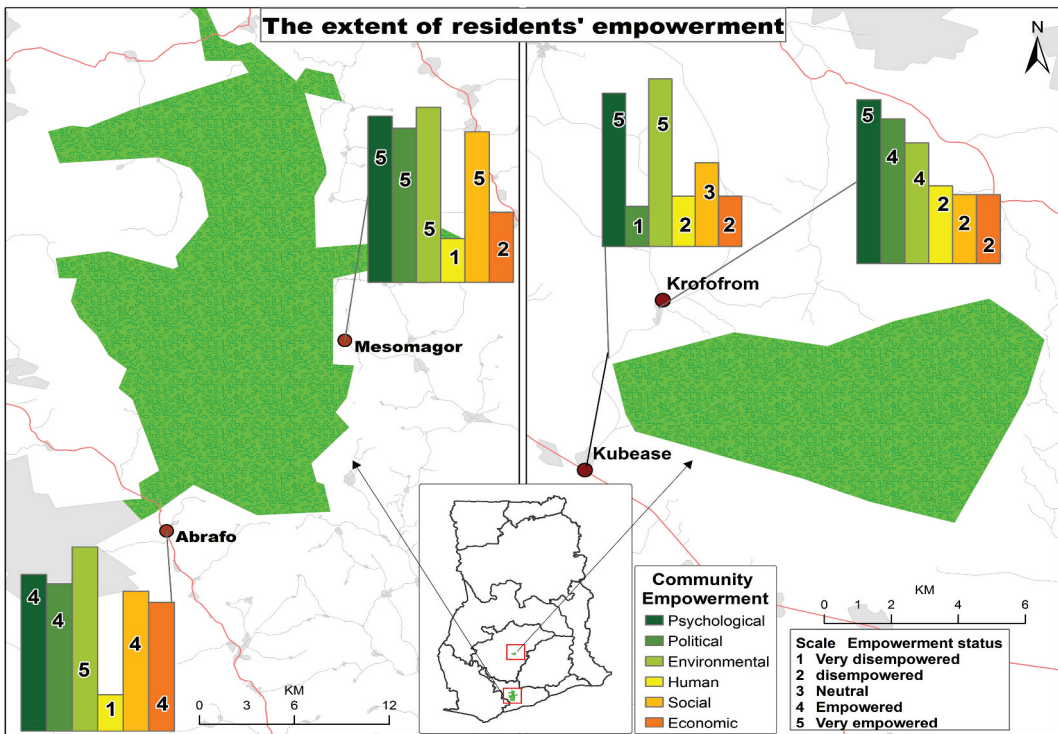 The extent of residents' empowerment
N
5
5
5
1
5
2
Mesomagor
5
1
5
2
3
2
5
4
4
2
2
2
Krofofrom
Kubease
Abrafo
4
4
5
1
4
4
KM
0 3 6 12
Community
Empowerment
Psychological
Political
Environmental
Human
Social
Economic
KM
0 2 4 6
Scale Empowerment status
1 Very disempowered
2 disempowered
3 Neutral
4 Empowered
5 Very empowered